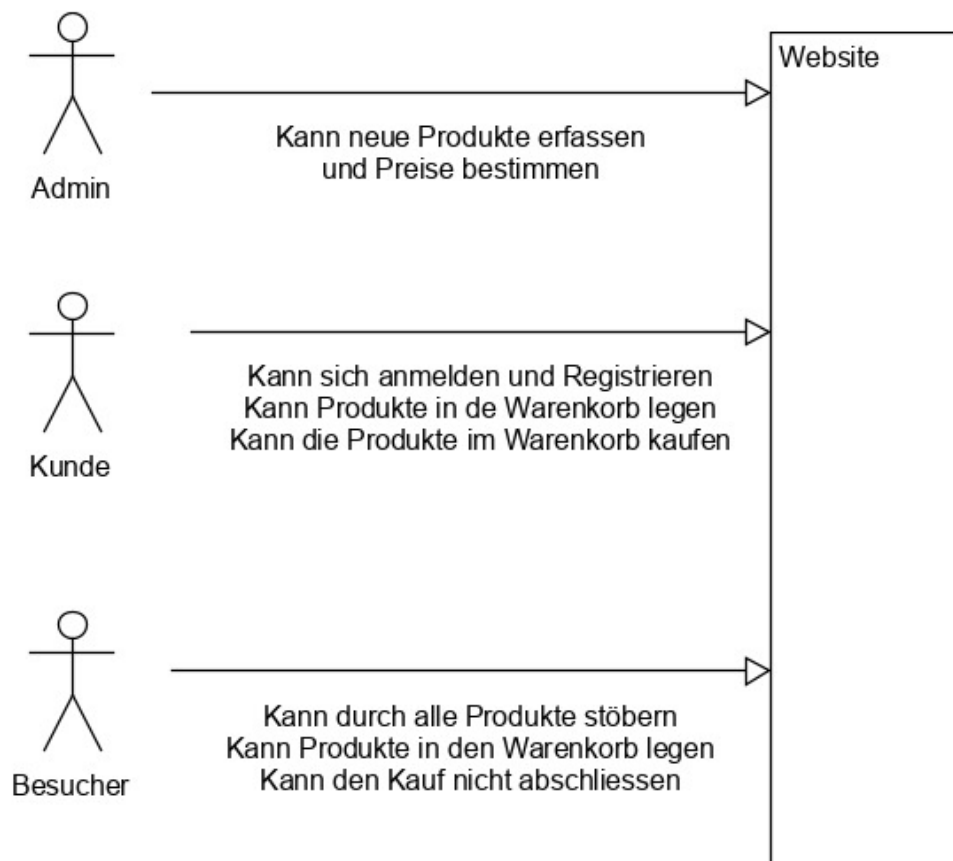 Website
Kann neue Produkte erfassen
und Preise bestimmen
Admin
Kann sich anmelden und Registrieren
Kann Produkte in de Warenkorb legen
Kann die Produkte im Warenkorb kaufen
Kunde
Kann durch alle Produkte stöbern
Kann Produkte in den Warenkorb legen
Kann den Kauf nicht abschliessen
Besucher